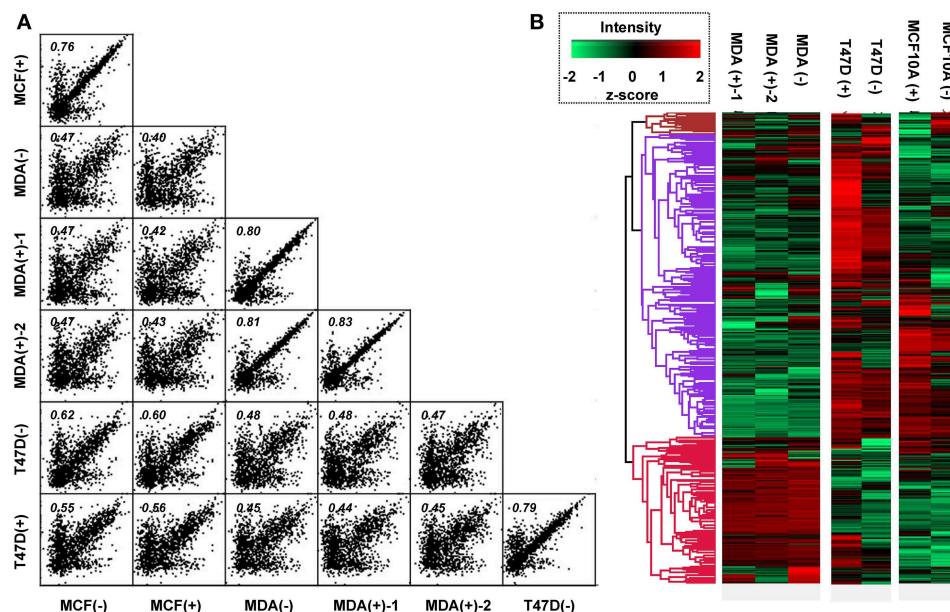 A
B
Intensity
-2 -1 0 1 2
z-score
MDA (+)-1
MDA (+)-2
MDA (-)
T47D (+)
T47D (-)
MCF10A (+)
MCF10A (-)
MCF(+)
0.76
MDA(-)
0.47 0.40
MDA(+)-1
0.47 0.42 0.80
MDA(+)-2
0.47 0.43 0.81 0.83
T47D(-)
0.62 0.60 0.48 0.48 0.47
T47D(+)
0.55 0.56 0.45 0.44 0.45 0.79
MCF(-) MCF(+) MDA(-) MDA(+)-1 MDA(+)-2 T47D(-)